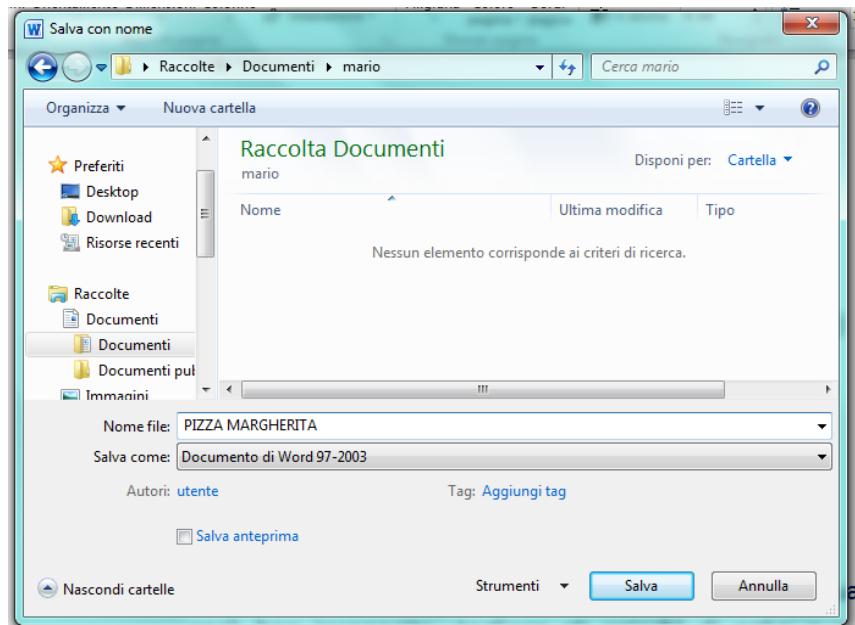 Salva con nome
Raccolte Documenti mario
Cerca mario
Organizza Nuova cartella
Preferiti
Desktop
Download
Risorse recenti
Raccolte
Documenti
Documenti
Documenti pub
Immagini
Raccolta Documenti
mario
Disponi per: Cartella
Nome Ultima modifica Tipo
Nessun elemento corrisponde ai criteri di ricerca.
Nome file: PIZZA MARGHERITA
Salva come: Documento di Word 97-2003
Autori: utente Tag: Aggiungi tag
Salva anteprima
Nascondi cartelle Strumenti Salva Annulla